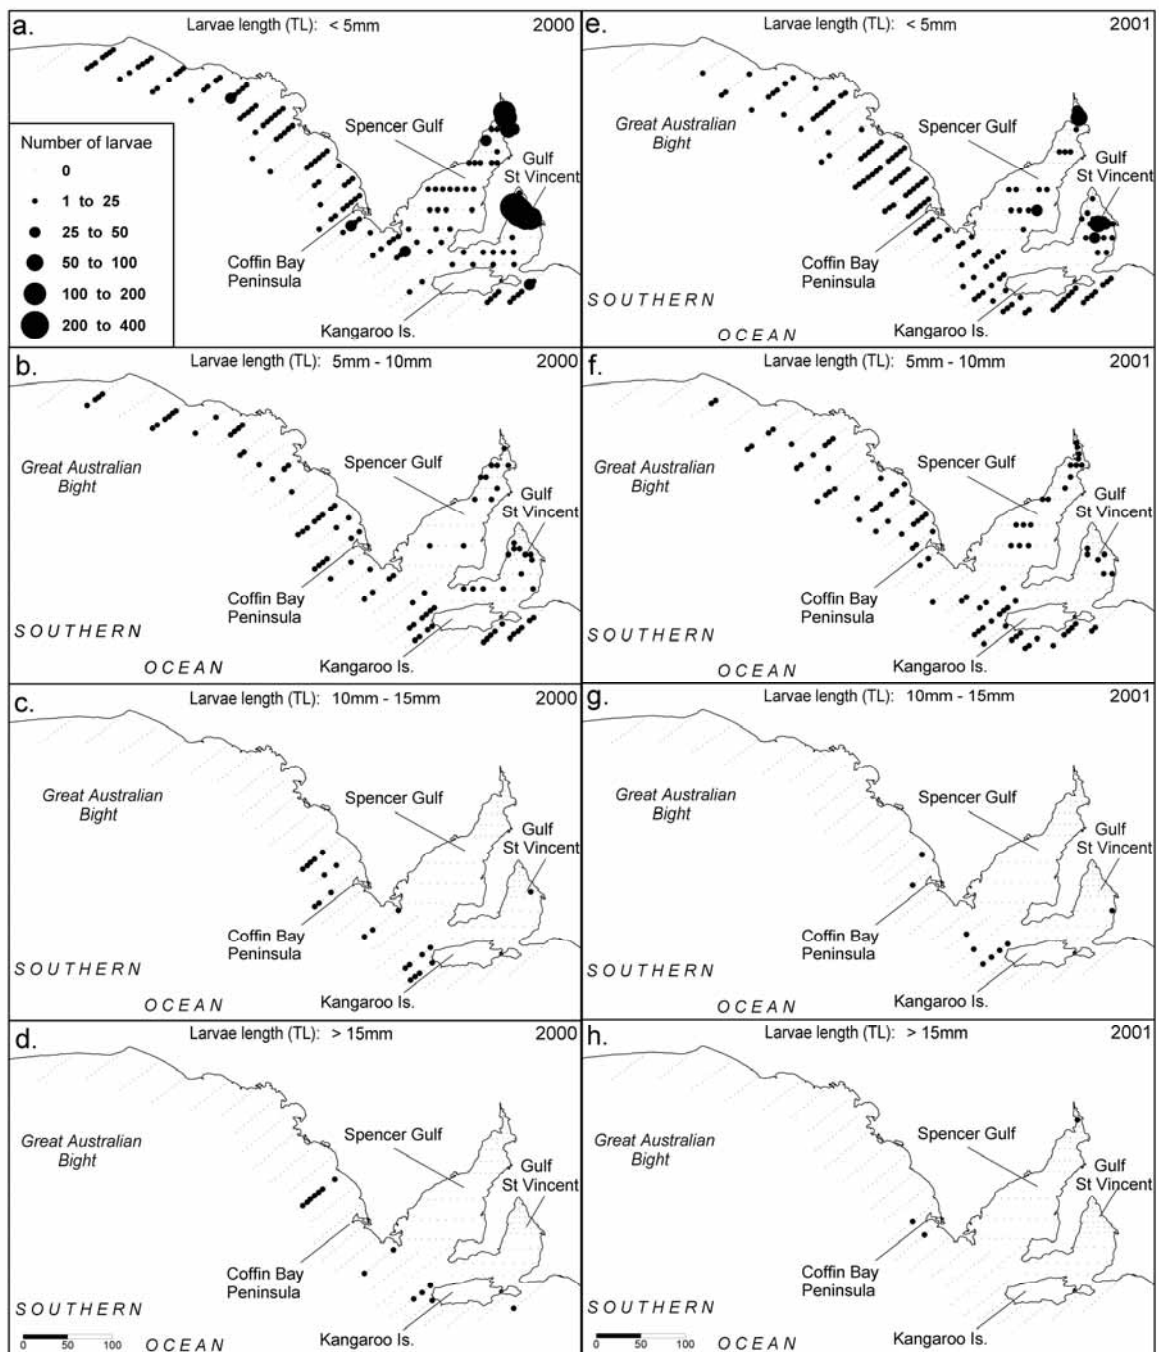 a.
Larvae length (TL): < 5mm
2000
Number of larvae
0
1 to 25
25 to 50
50 to 100
100 to 200
200 to 400
Spencer Gulf
Gulf
St Vincent
Coffin Bay
Peninsula
Kangaroo Is.
e.
Larvae length (TL): < 5mm
2001
Great Australian
Bight
Spencer Gulf
Gulf
St Vincent
Coffin Bay
Peninsula
SOUTHERN
OCEAN
Kangaroo Is.
b.
Larvae length (TL): 5mm - 10mm
2000
Great Australian
Bight
Spencer Gulf
Gulf
St Vincent
Coffin Bay
Peninsula
SOUTHERN
OCEAN
Kangaroo Is.
f.
Larvae length (TL): 5mm - 10mm
2001
Great Australian
Bight
Spencer Gulf
Gulf
St Vincent
Coffin Bay
Peninsula
SOUTHERN
OCEAN
Kangaroo Is.
c.
Larvae length (TL): 10mm - 15mm
2000
Great Australian
Bight
Spencer Gulf
Gulf
St Vincent
Coffin Bay
Peninsula
SOUTHERN
OCEAN
Kangaroo Is.
g.
Larvae length (TL): 10mm - 15mm
2001
Great Australian
Bight
Spencer Gulf
Gulf
St Vincent
Coffin Bay
Peninsula
SOUTHERN
OCEAN
Kangaroo Is.
d.
Larvae length (TL): > 15mm
2000
Great Australian
Bight
Spencer Gulf
Gulf
St Vincent
Coffin Bay
Peninsula
SOUTHERN
OCEAN
Kangaroo Is.
0 50 100
h.
Larvae length (TL): > 15mm
2001
Great Australian
Bight
Spencer Gulf
Gulf
St Vincent
Coffin Bay
Peninsula
SOUTHERN
OCEAN
Kangaroo Is.
0 50 100